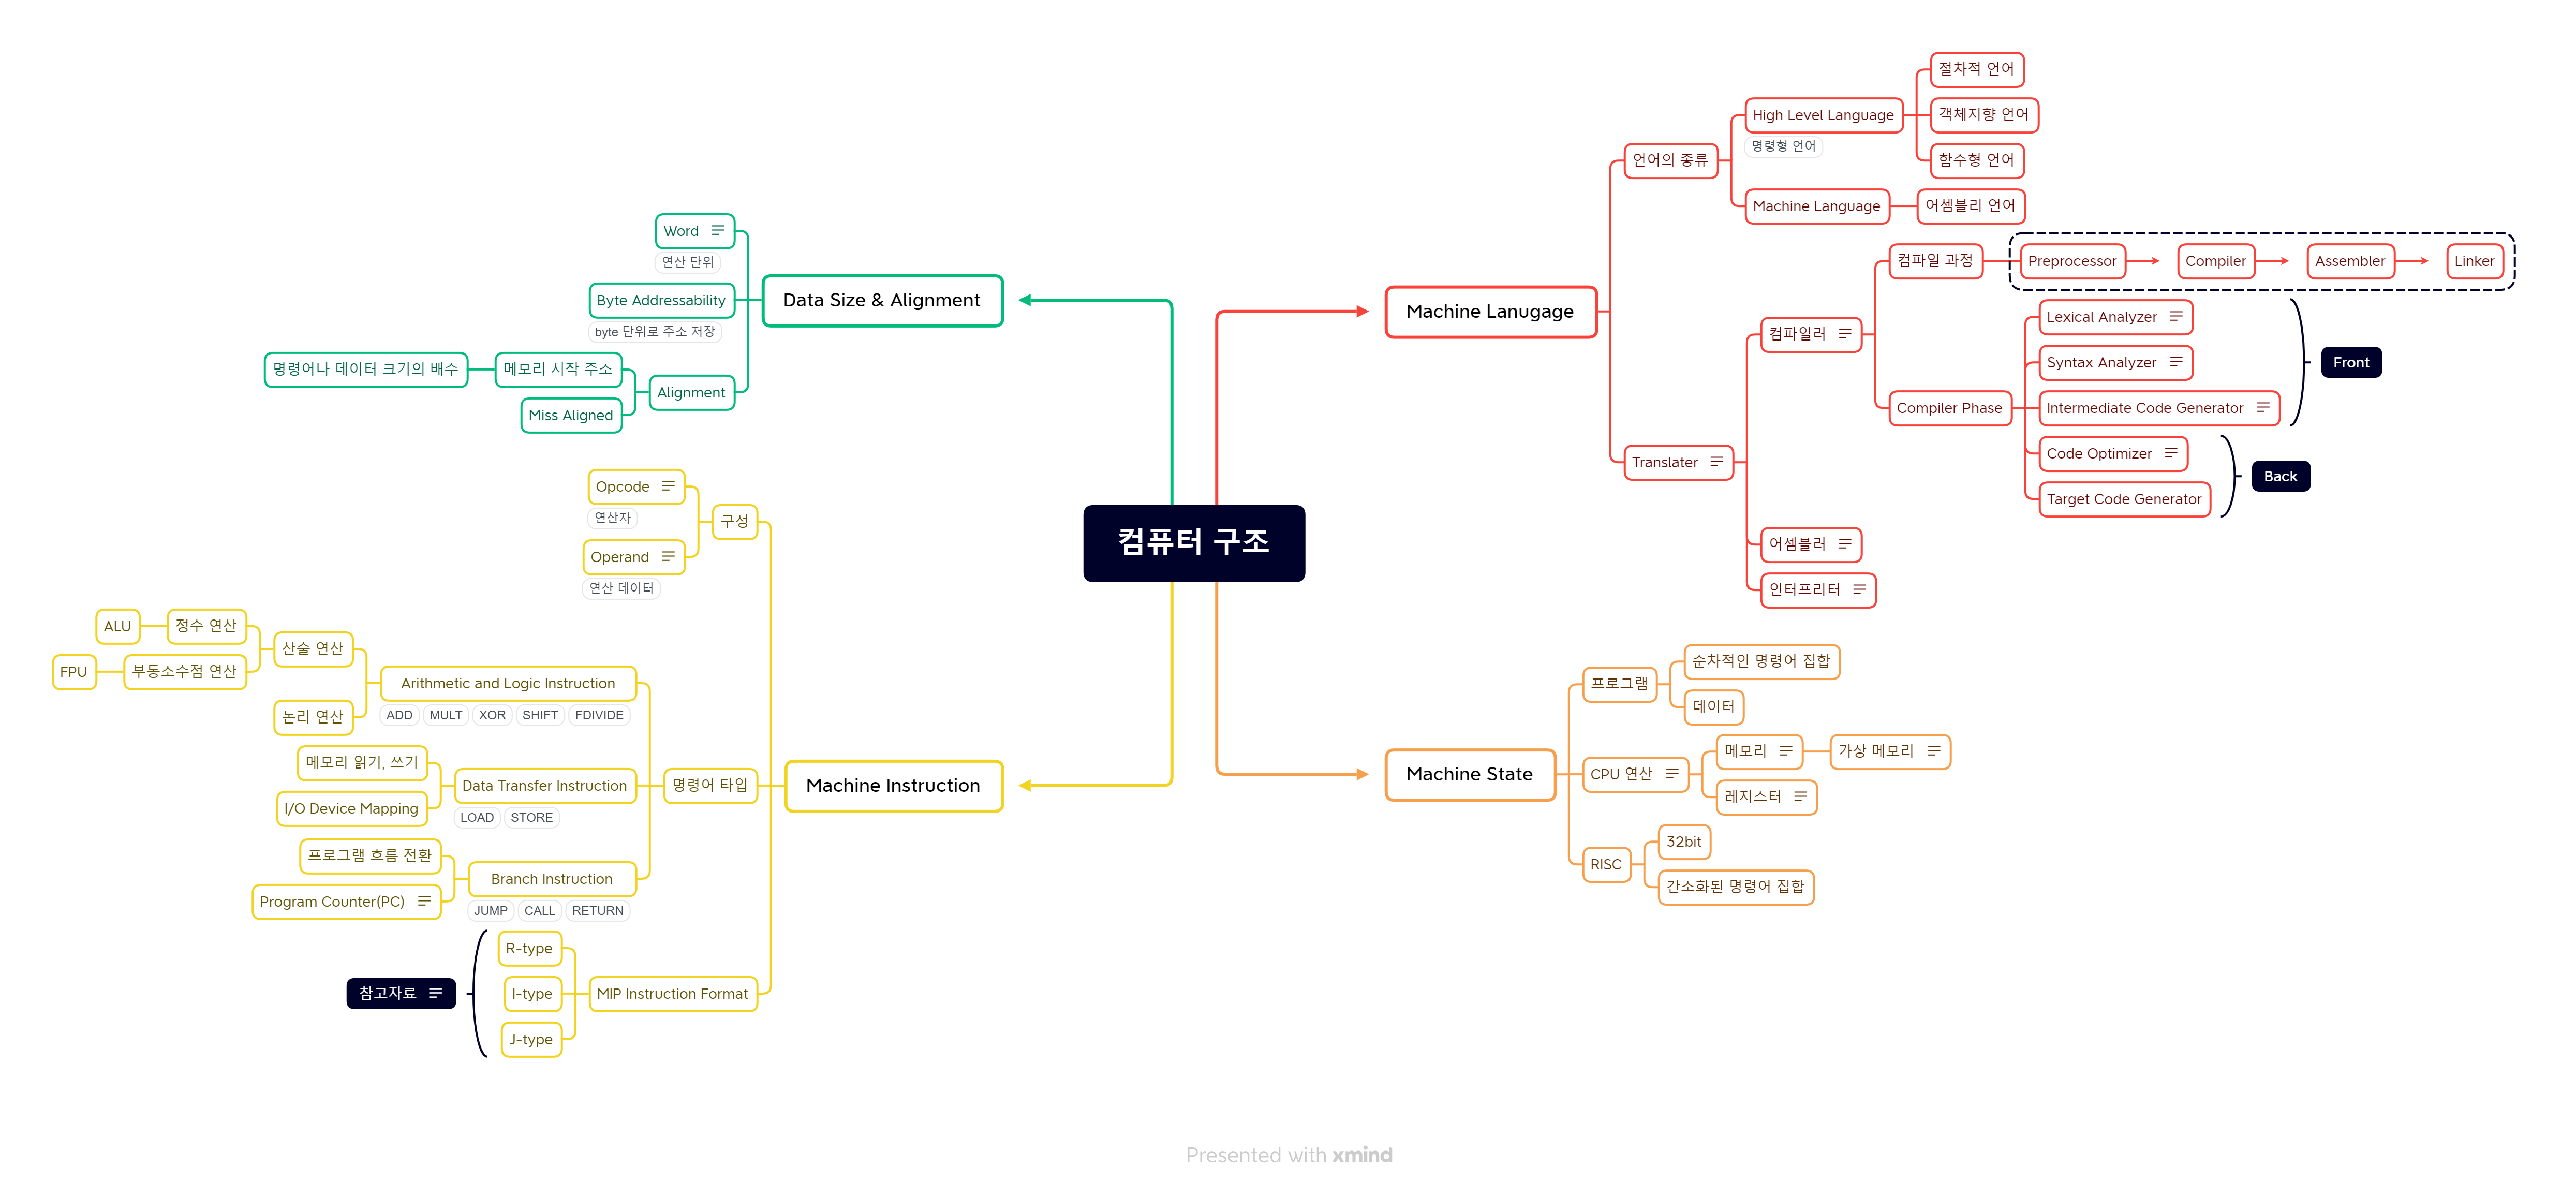 컴퓨터 구조
Machine Lanugage
언어의 종류
High Level Language
명령형 언어
절차적 언어
객체지향 언어
함수형 언어
Machine Language
어셈블리 언어
Translater
컴파일러
컴파일 과정
Preprocessor
Compiler
Assembler
Linker
Compiler Phase
Lexical Analyzer
Syntax Analyzer
Intermediate Code Generator
Front
Code Optimizer
Target Code Generator
Back
어셈블러
인터프리터
Machine State
프로그램
순차적인 명령어 집합
데이터
CPU 연산
메모리
가상 메모리
레지스터
RISC
32bit
간소화된 명령어 집합
Data Size & Alignment
Word
연산 단위
Byte Addressability
byte 단위로 주소 저장
Alignment
메모리 시작 주소
명령어나 데이터 크기의 배수
Miss Aligned
Machine Instruction
구성
Opcode
연산자
Operand
연산 데이터
명령어 타입
Arithmetic and Logic Instruction
ADD MULT XOR SHIFT FDIVIDE
산술 연산
정수 연산
ALU
부동소수점 연산
FPU
논리 연산
Data Transfer Instruction
LOAD STORE
메모리 읽기, 쓰기
I/O Device Mapping
Branch Instruction
JUMP CALL RETURN
프로그램 흐름 전환
Program Counter(PC)
MIP Instruction Format
R-type
I-type
J-type
참고자료
Presented with xmind